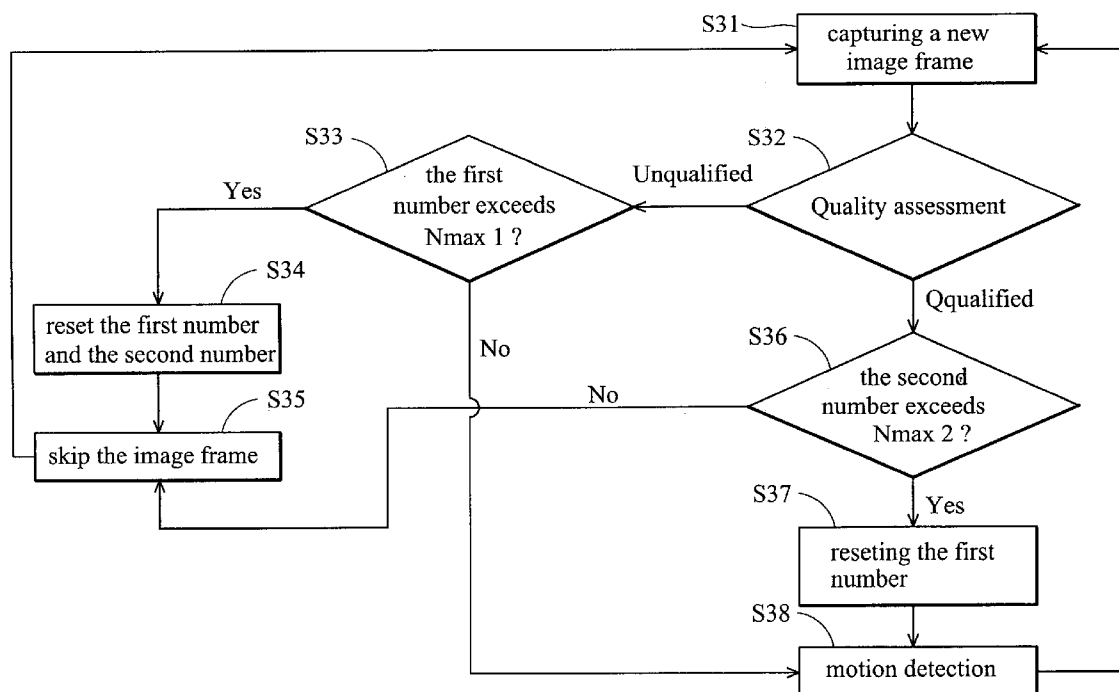 S31
capturing a new
image frame
S32
Quality assessment
Unqualified
S33
the first
number exceeds
Nmax 1 ?
Yes
S34
reset the first number
and the second number
S35
skip the image frame
No
Qqualified
S36
the second
number exceeds
Nmax 2 ?
No
Yes
S37
reseting the first
number
S38
motion detection